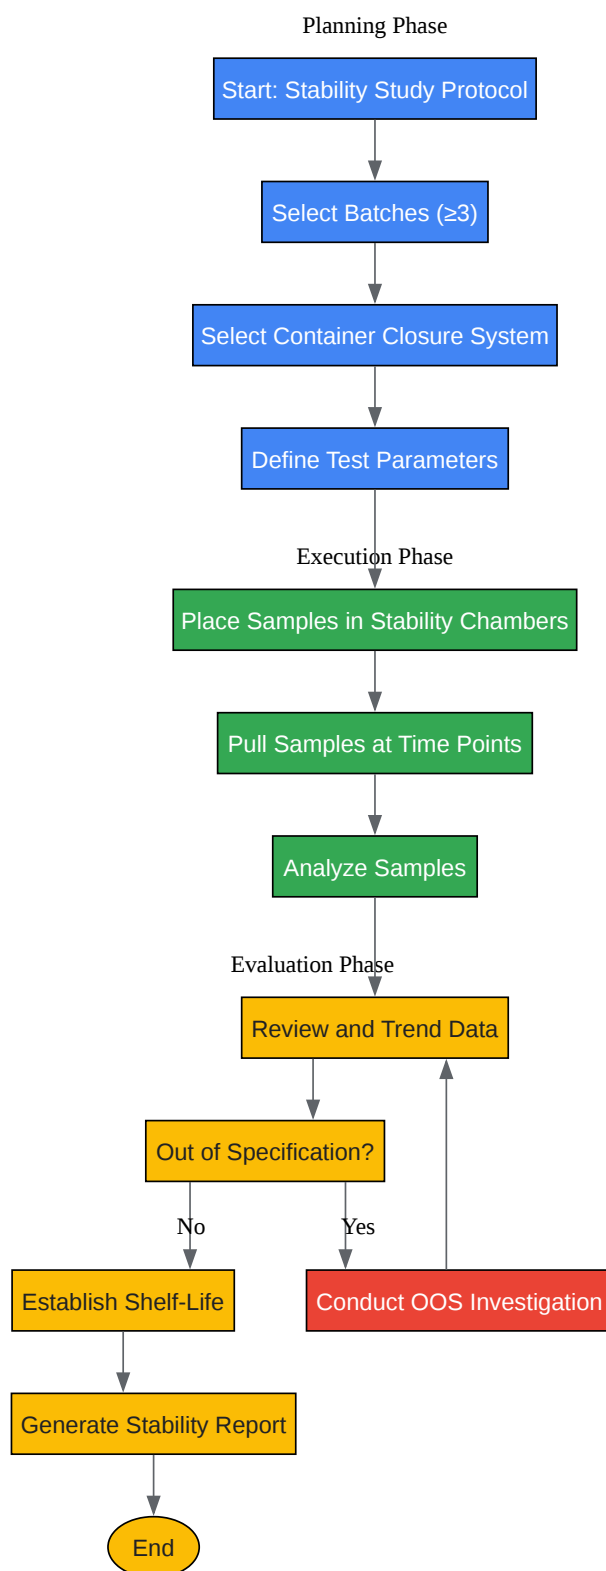 Planning Phase
Start: Stability Study Protocol
Select Batches (≥3)
Select Container Closure System
Define Test Parameters
Execution Phase
Place Samples in Stability Chambers
Pull Samples at Time Points
Analyze Samples
Evaluation Phase
Review and Trend Data
Out of Specification?
No
Yes
Establish Shelf-Life
Conduct OOS Investigation
Generate Stability Report
End